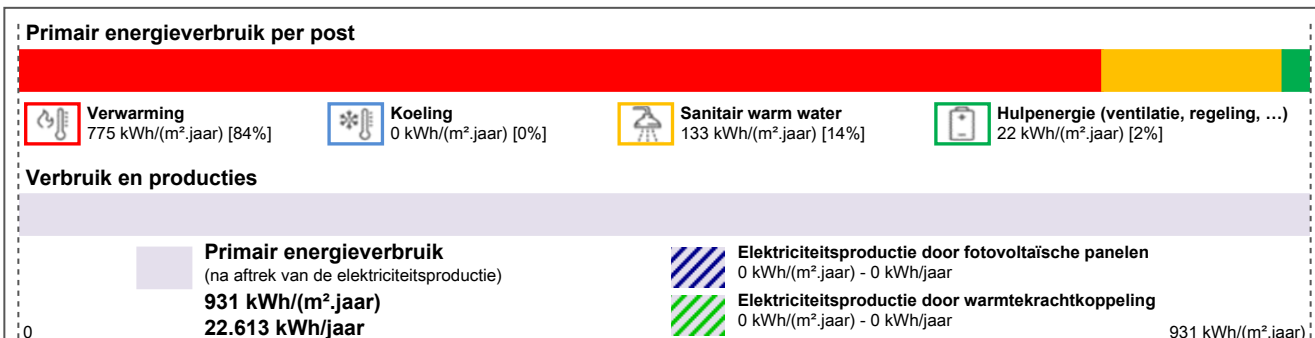 Primair energieverbruik per post
Verwarming
775 kWh/(m².jaar) [84%]
Koeling
0 kWh/(m².jaar) [0%]
Sanitair warm water
133 kWh/(m².jaar) [14%]
Hulpenergie (ventilatie, regeling, …)
22 kWh/(m².jaar) [2%]
Verbruik en producties
Primair energieverbruik
(na aftrek van de elektriciteitsproductie)
931 kWh/(m².jaar)
22.613 kWh/jaar
Elektriciteitsproductie door fotovoltaïsche panelen
0 kWh/(m².jaar) - 0 kWh/jaar
Elektriciteitsproductie door warmtekrachtkoppeling
0 kWh/(m².jaar) - 0 kWh/jaar
0
931 kWh/(m².jaar)